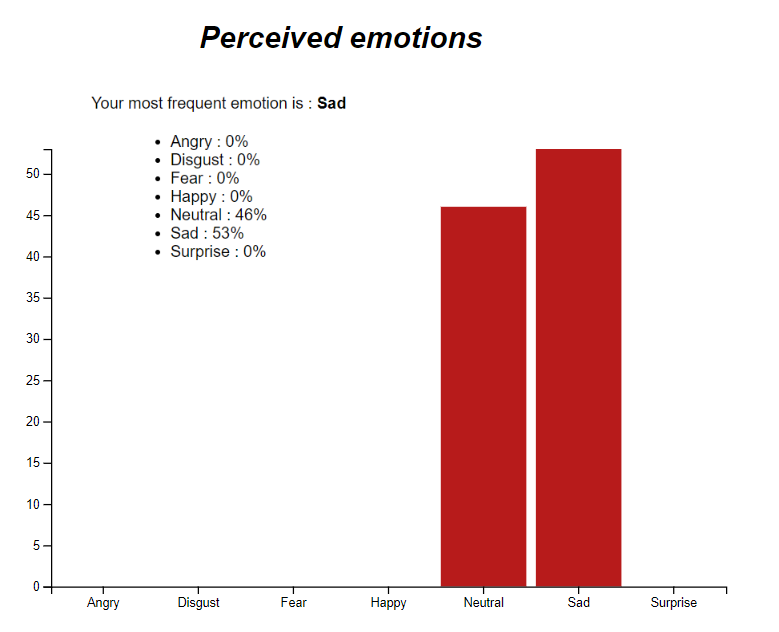 Perceived emotions
Your most frequent emotion is : Sad
• Angry : 0%
• Disgust : 0%
• Fear : 0%
• Happy : 0%
• Neutral : 46%
• Sad : 53%
• Surprise : 0%
50
45
40
35
30
25
20
15
10
5
0
Angry Disgust Fear Happy Neutral Sad Surprise